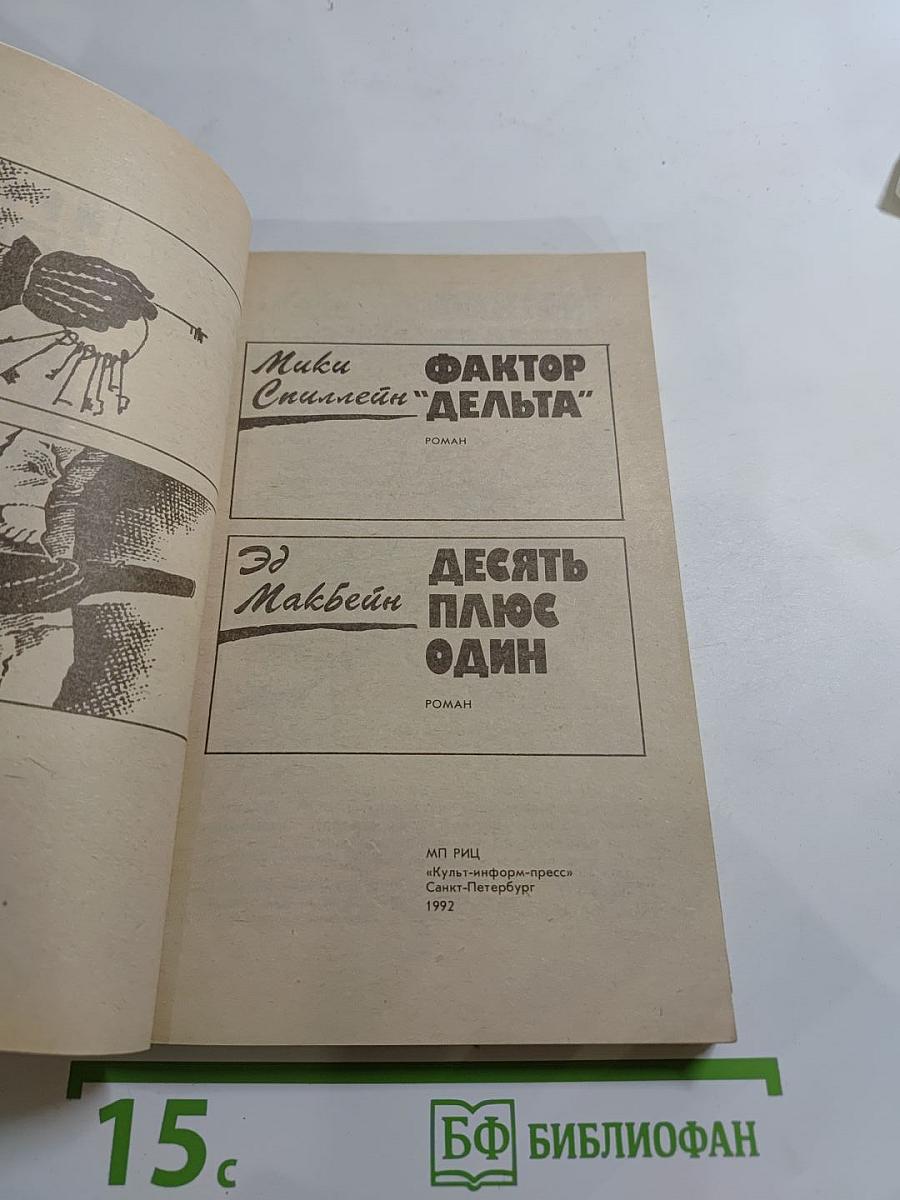 Мики
Спиллейн
ФАКТОР
"ДЕЛЬТА"
РОМАН
Эд
Макбейн
ДЕСЯТЬ
ПЛЮС
ОДИН
РОМАН
МП РИЦ
«Культ-информ-пресс»
Санкт-Петербург
1992
15 с
БФ БИБЛИОФАН